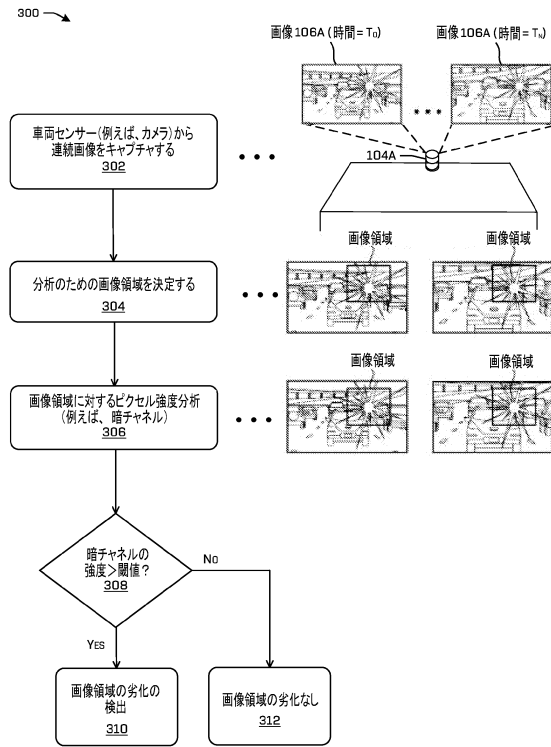 300
画像106A(時間=T0)
画像106A(時間=TN)
車両センサー(例えば、カメラ)から
連続画像をキャプチャする
302
104A
画像領域
画像領域
分析のための画像領域を決定する
304
画像領域
画像領域
画像領域に対するピクセル強度分析
(例えば、暗チャネル)
306
暗チャネルの
強度>閾値?
308
NO
YES
画像領域の劣化の
検出
310
画像領域の劣化なし
312